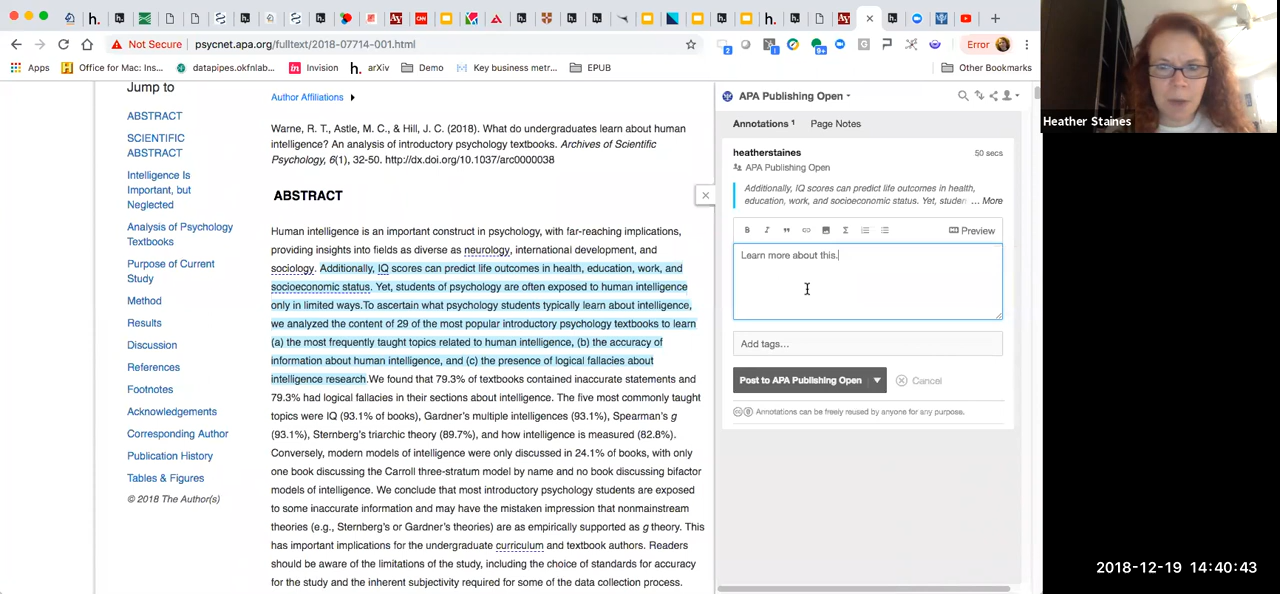 Not Secure
psycnet.apa.org/fulltext/2018-07714-001.html
Error
Apps
Office for Mac: Ins...
datapipes.okfnlab...
Invision
arXiv
Demo
Key business metr...
EPUB
Other Bookmarks
Heather Staines
Jump to
ABSTRACT
SCIENTIFIC
ABSTRACT
Intelligence Is
Important, but
Neglected
Analysis of Psychology
Textbooks
Purpose of Current
Study
Method
Results
Discussion
References
Footnotes
Acknowledgements
Corresponding Author
Publication History
Tables & Figures
© 2018 The Author(s)
Author Affiliations
Warne, R. T., Astle, M. C., & Hill, J. C. (2018). What do undergraduates learn about human
intelligence? An analysis of introductory psychology textbooks. Archives of Scientific
Psychology, 6(1), 32-50. http://dx.doi.org/10.1037/arc0000038
ABSTRACT
Human intelligence is an important construct in psychology, with far-reaching implications,
providing insights into fields as diverse as neurology, international development, and
sociology. Additionally, IQ scores can predict life outcomes in health, education, work, and
socioeconomic status. Yet, students of psychology are often exposed to human intelligence
only in limited ways.To ascertain what psychology students typically learn about intelligence,
we analyzed the content of 29 of the most popular introductory psychology textbooks to learn
(a) the most frequently taught topics related to human intelligence, (b) the accuracy of
information about human intelligence, and (c) the presence of logical fallacies about
intelligence research.We found that 79.3% of textbooks contained inaccurate statements and
79.3% had logical fallacies in their sections about intelligence. The five most commonly taught
topics were IQ (93.1% of books), Gardner's multiple intelligences (93.1%), Spearman's g
(93.1%), Sternberg's triarchic theory (89.7%), and how intelligence is measured (82.8%).
Conversely, modern models of intelligence were only discussed in 24.1% of books, with only
one book discussing the Carroll three-stratum model by name and no book discussing bifactor
models of intelligence. We conclude that most introductory psychology students are exposed
to some inaccurate information and may have the mistaken impression that nonmainstream
theories (e.g., Sternberg's or Gardner's theories) are as empirically supported as g theory. This
has important implications for the undergraduate curriculum and textbook authors. Readers
should be aware of the limitations of the study, including the choice of standards for accuracy
for the study and the inherent subjectivity required for some of the data collection process.
APA Publishing Open
Annotations 1
Page Notes
heatherstaines
50 secs
APA Publishing Open
Additionally, IQ scores can predict life outcomes in health,
education, work, and socioeconomic status. Yet, studen
... More
B
I
Σ
Preview
Learn more about this.
Add tags...
Post to APA Publishing Open
Cancel
Annotations can be freely reused by anyone for any purpose.
2018-12-19 14:40:43